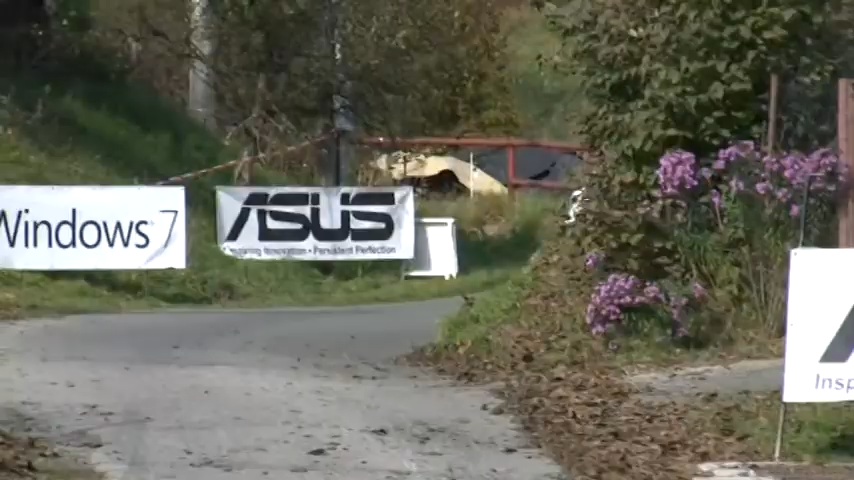 Windows 7
ASUS
Inspiring Innovation • Persistent Perfection
Insp